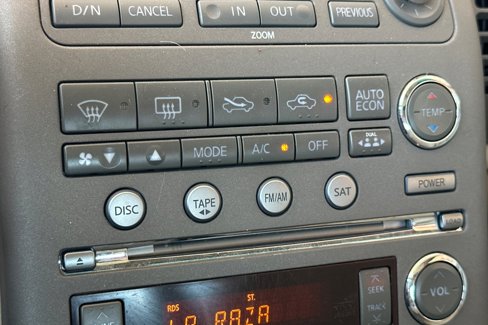 D/N CANCEL IN OUT PREVIOUS
ZOOM
AUTO
ECON
TEMP
MODE A/C OFF DUAL
DISC TAPE FM/AM SAT POWER
LOAD
RDS ST. SEEK
TRACK
VOL
LA RAZA